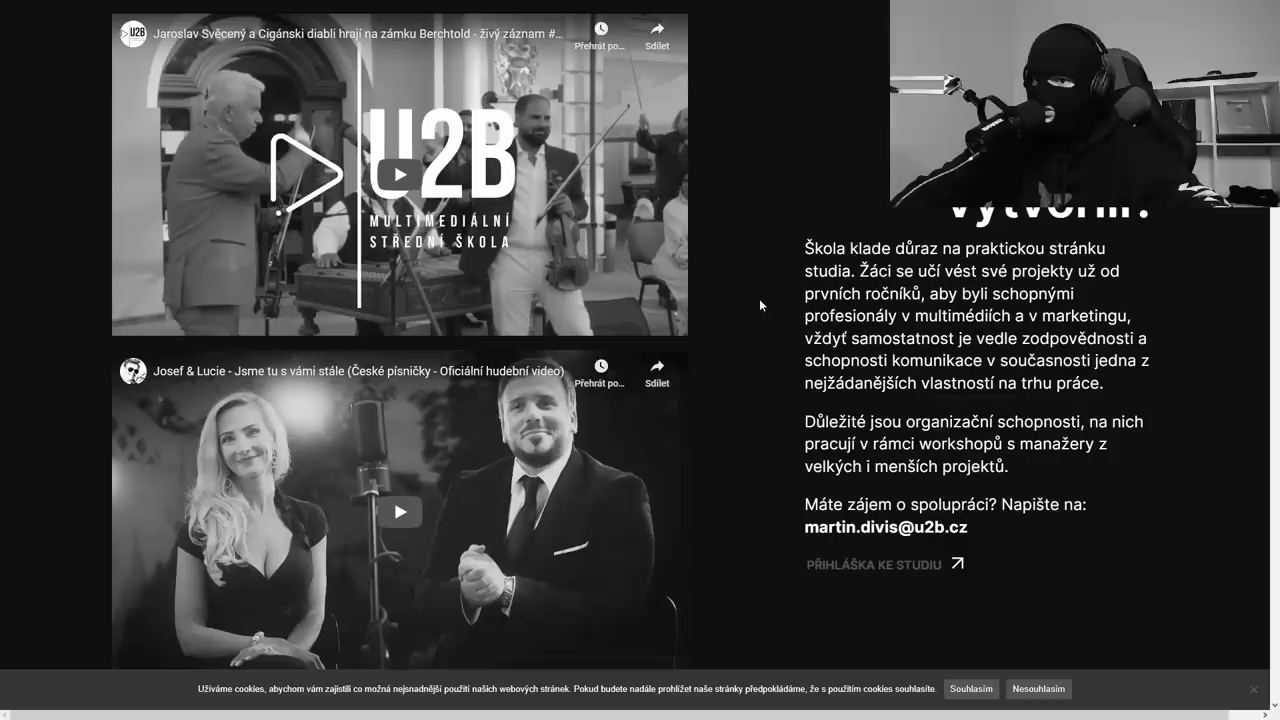 U2B
Jaroslav Svěcený a Cigánski diabli hrají na zámku Berchtold - živý záznam #...
Přehrát po...
Sdílet
U2B
MULTIMEDIÁLNÍ
STŘEDNÍ ŠKOLA
Josef & Lucie - Jsme tu s vámi stále (České písničky - Oficiální hudební video)
Přehrát po...
Sdílet
Škola klade důraz na praktickou stránku
studia. Žáci se učí vést své projekty už od
prvních ročníků, aby byli schopnými
profesionály v multimédiích a v marketingu,
vždyť samostatnost je vedle zodpovědnosti a
schopnosti komunikace v současnosti jedna z
nejžádanějších vlastností na trhu práce.
Důležité jsou organizační schopnosti, na nich
pracují v rámci workshopů s manažery z
velkých i menších projektů.
Máte zájem o spolupráci? Napište na:
martin.divis@u2b.cz
PŘIHLÁŠKA KE STUDIU
Užíváme cookies, abychom vám zajistili co možná nejsnadnější použití našich webových stránek. Pokud budete nadále prohlížet naše stránky předpokládáme, že s použitím cookies souhlasíte.
Souhlasím
Nesouhlasím